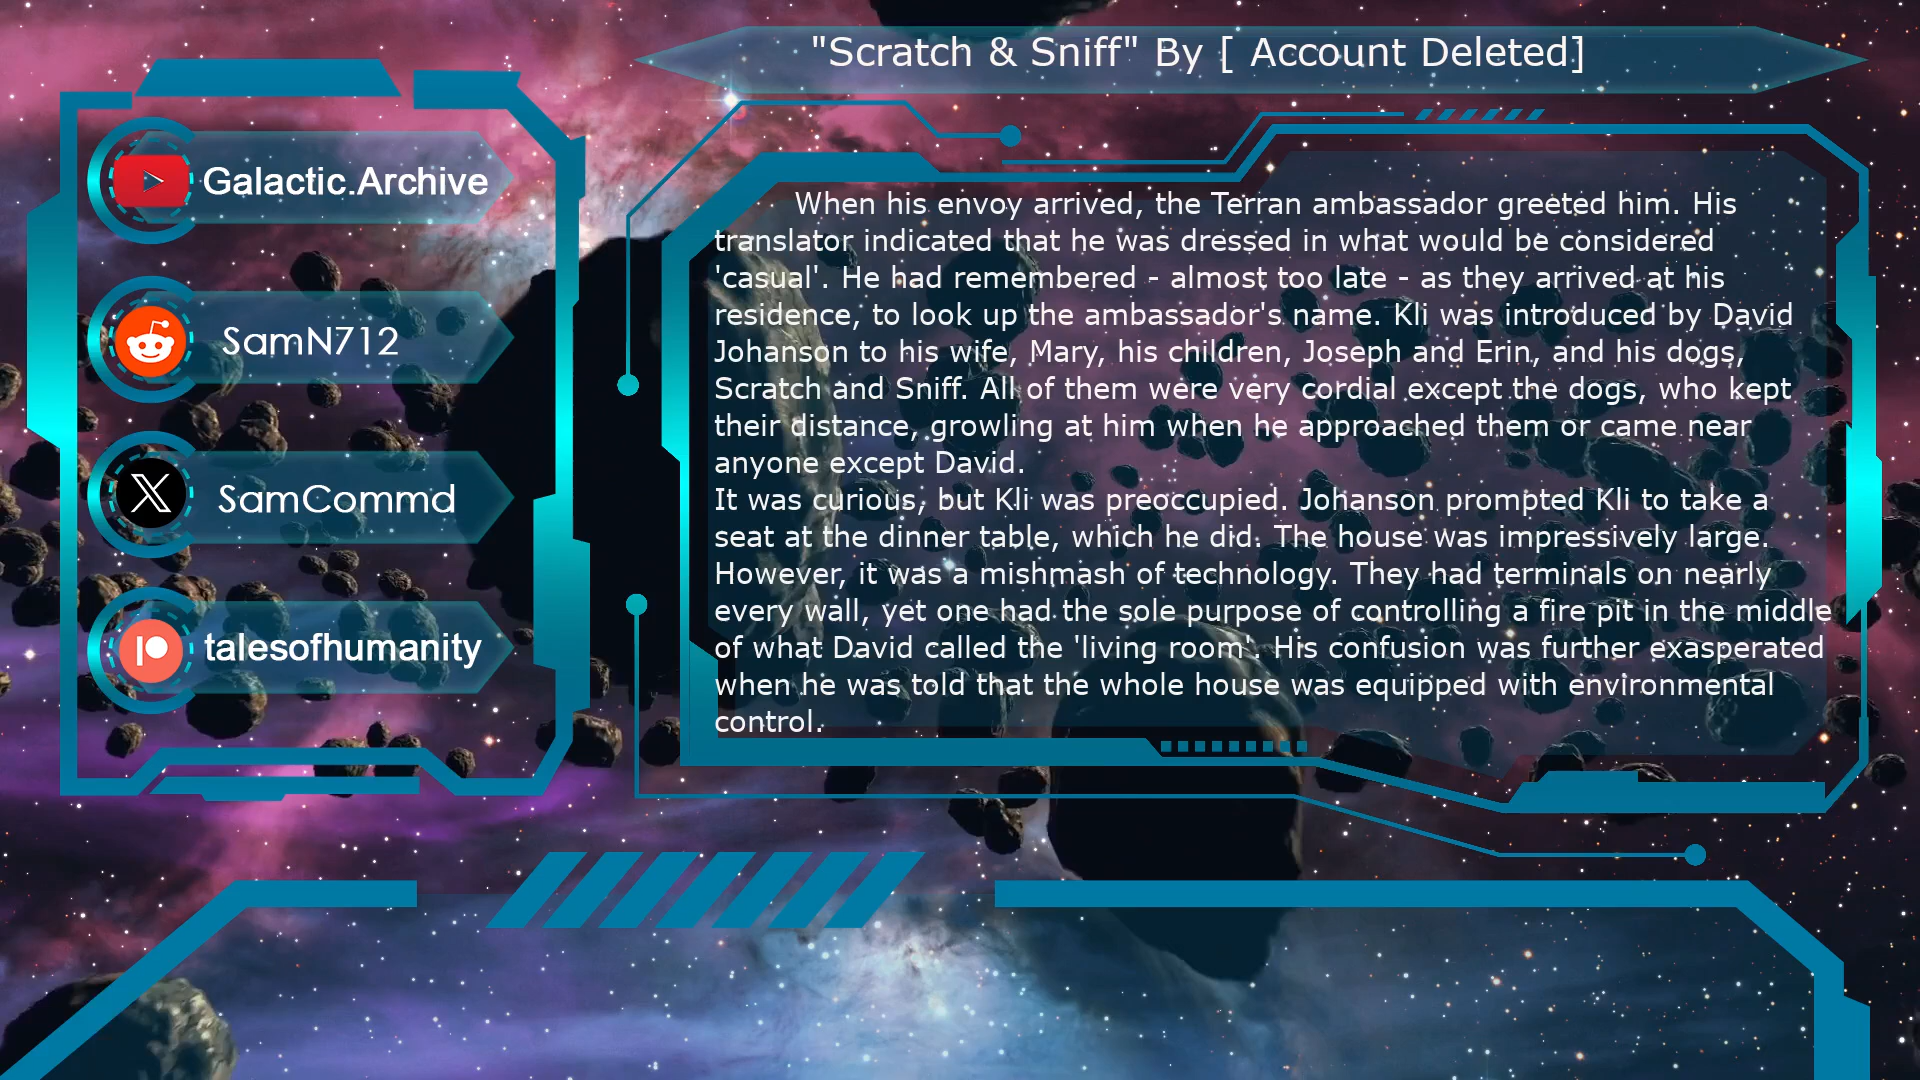 "Scratch & Sniff" By [ Account Deleted]
Galactic.Archive
SamN712
SamCommd
talesofhumanity
When his envoy arrived, the Terran ambassador greeted him. His
translator indicated that he was dressed in what would be considered
'casual'. He had remembered - almost too late - as they arrived at his
residence, to look up the ambassador's name. Kli was introduced by David
Johanson to his wife, Mary, his children, Joseph and Erin, and his dogs,
Scratch and Sniff. All of them were very cordial except the dogs, who kept
their distance, growling at him when he approached them or came near
anyone except David.
It was curious, but Kli was preoccupied. Johanson prompted Kli to take a
seat at the dinner table, which he did. The house was impressively large.
However, it was a mishmash of technology. They had terminals on nearly
every wall, yet one had the sole purpose of controlling a fire pit in the middle
of what David called the 'living room'. His confusion was further exasperated
when he was told that the whole house was equipped with environmental
control.